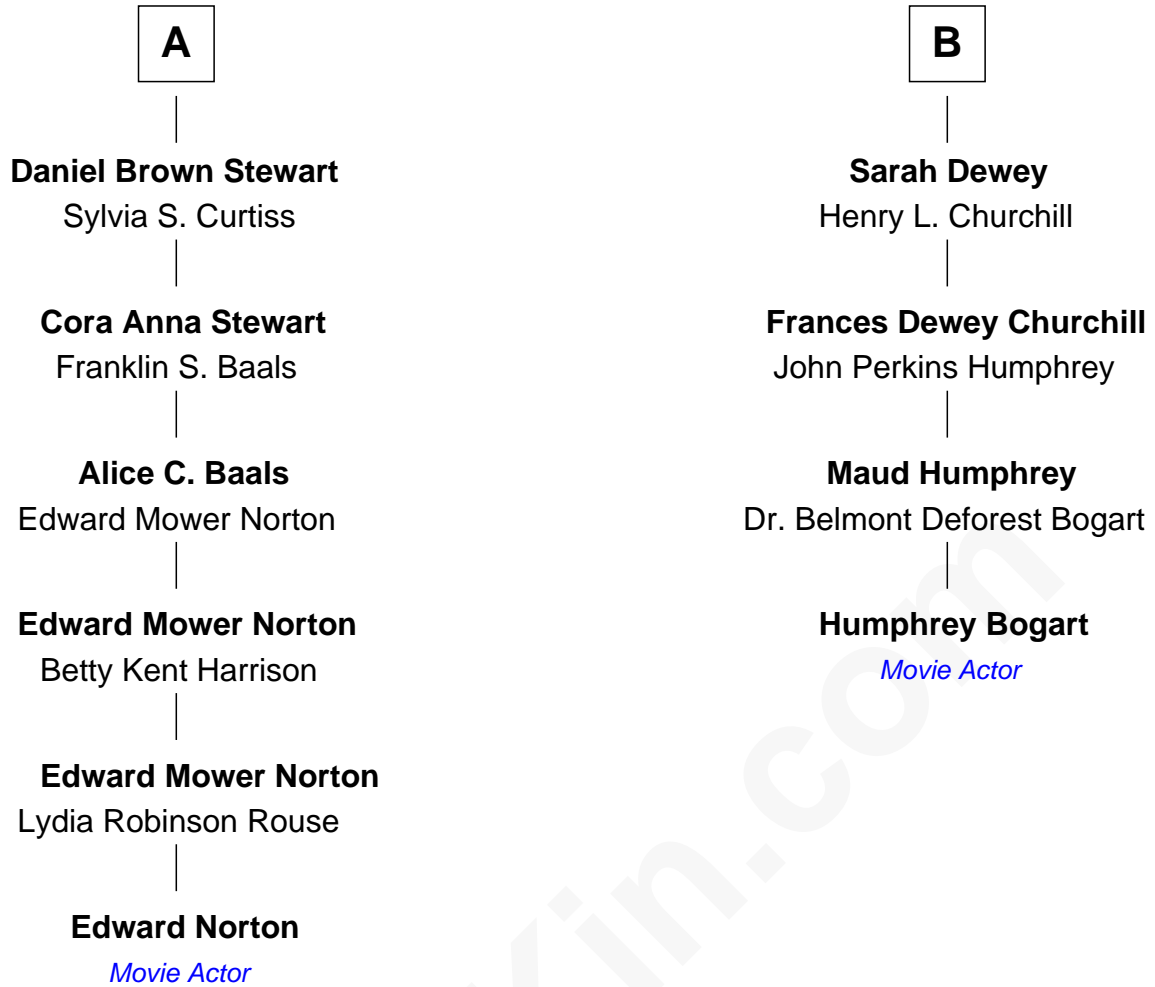 A
Daniel Brown Stewart
Sylvia S. Curtiss
Cora Anna Stewart
Franklin S. Baals
Alice C. Baals
Edward Mower Norton
Edward Mower Norton
Betty Kent Harrison
Edward Mower Norton
Lydia Robinson Rouse
Edward Norton
Movie Actor
B
Sarah Dewey
Henry L. Churchill
Frances Dewey Churchill
John Perkins Humphrey
Maud Humphrey
Dr. Belmont Deforest Bogart
Humphrey Bogart
Movie Actor